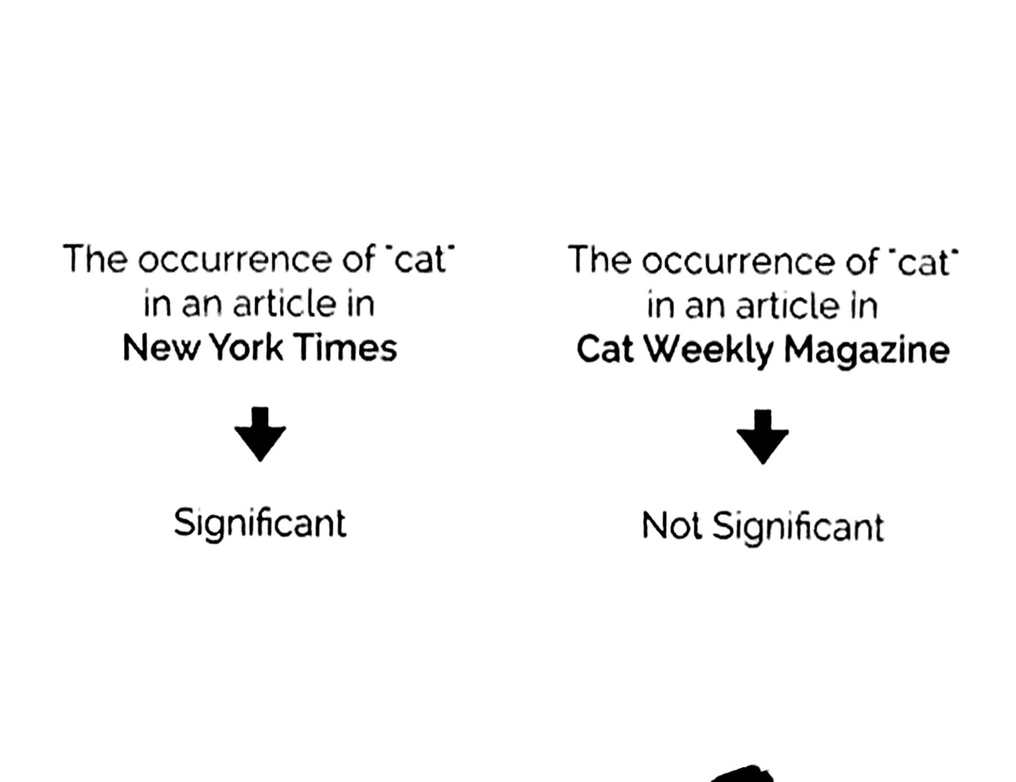 The occurrence of "cat"
in an article in
New York Times
Significant
The occurrence of "cat"
in an article in
Cat Weekly Magazine
Not Significant